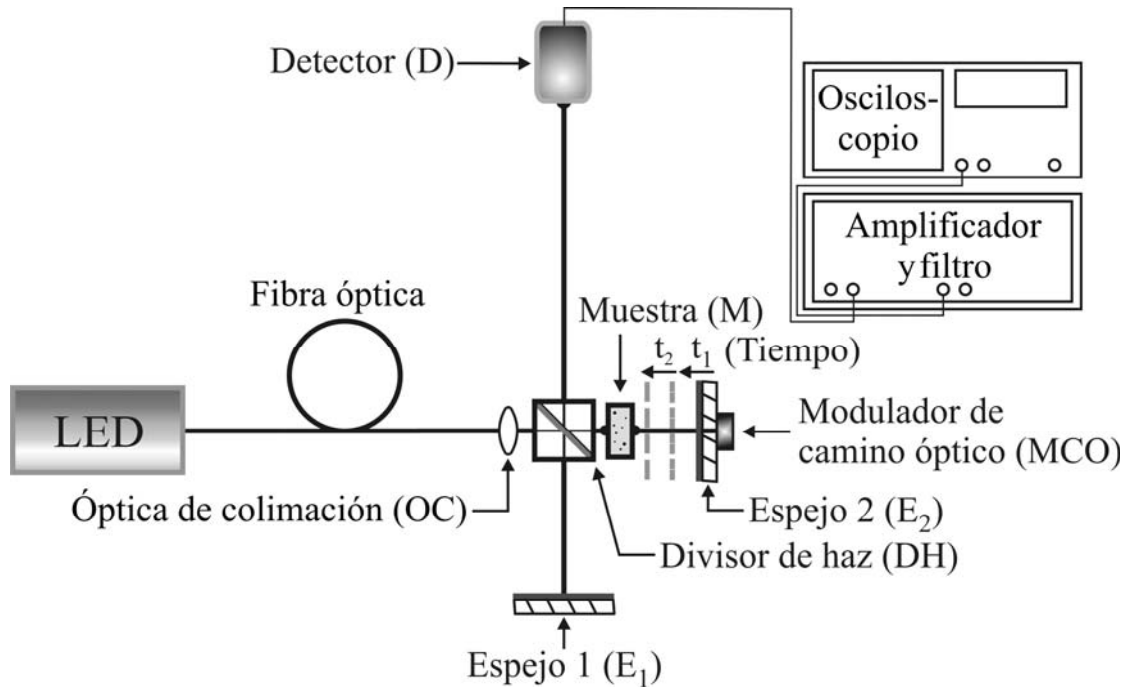 Detector (D)
Oscilos-
copio
Amplificador
y filtro
Fibra óptica
Muestra (M)
t₂ t₁ (Tiempo)
LED
Modulador de
camino óptico (MCO)
Óptica de colimación (OC)
Espejo 2 (E₂)
Divisor de haz (DH)
Espejo 1 (E₁)